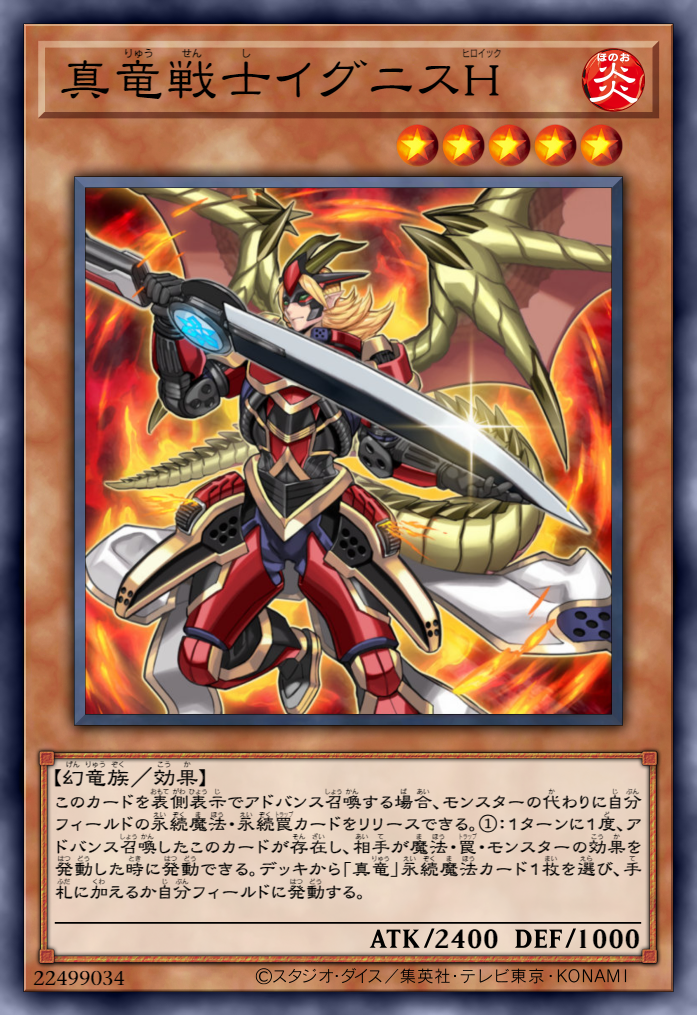 真竜戦士イグニスH
炎
【幻竜族／効果】
このカードを表側表示でアドバンス召喚する場合、モンスターの代わりに自分
フィールドの永続魔法・永続罠カードをリリースできる。①：1ターンに1度、ア
ドバンス召喚したこのカードが存在し、相手が魔法・罠・モンスターの効果を
発動した時に発動できる。デッキから「真竜」永続魔法カード1枚を選び、手
札に加えるか自分フィールドに発動する。
ATK/2400 DEF/1000
22499034 ©スタジオ・ダイス／集英社・テレビ東京・KONAMI